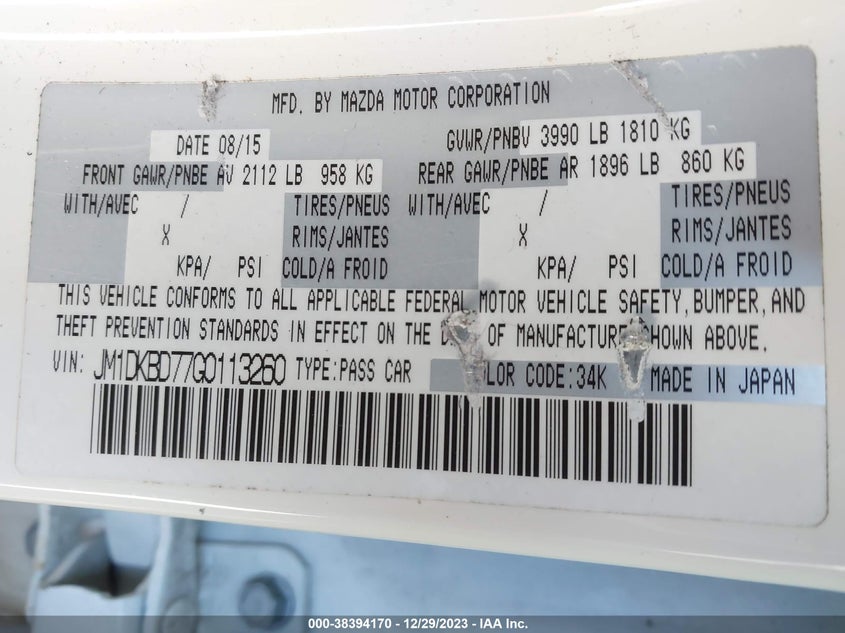 MFD. BY MAZDA MOTOR CORPORATION
DATE 08/15 GVWR/PNBV 3990 LB 1810 KG
FRONT GAWR/PNBE AV 2112 LB 958 KG REAR GAWR/PNBE AR 1896 LB 860 KG
WITH/AVEC / TIRES/PNEUS WITH/AVEC / TIRES/PNEUS
X RIMS/JANTES X RIMS/JANTES
KPA/ PSI COLD/A FROID KPA/ PSI COLD/A FROID
THIS VEHICLE CONFORMS TO ALL APPLICABLE FEDERAL MOTOR VEHICLE SAFETY, BUMPER, AND
THEFT PREVENTION STANDARDS IN EFFECT ON THE OF MANUFACTURE SHOWN ABOVE.
VIN: JM1DKBD77G0113260 TYPE:PASS CAR LOR CODE:34K MADE IN JAPAN
000-38394170 - 12/29/2023 - IAA Inc.